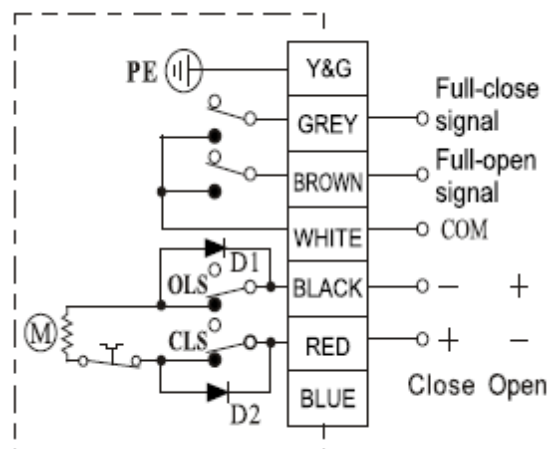 PE
Y&G
GREY
Full-close
signal
BROWN
Full-open
signal
WHITE
COM
D1
OLS
BLACK
− +
M
CLS
RED
+ −
D2
BLUE
Close Open